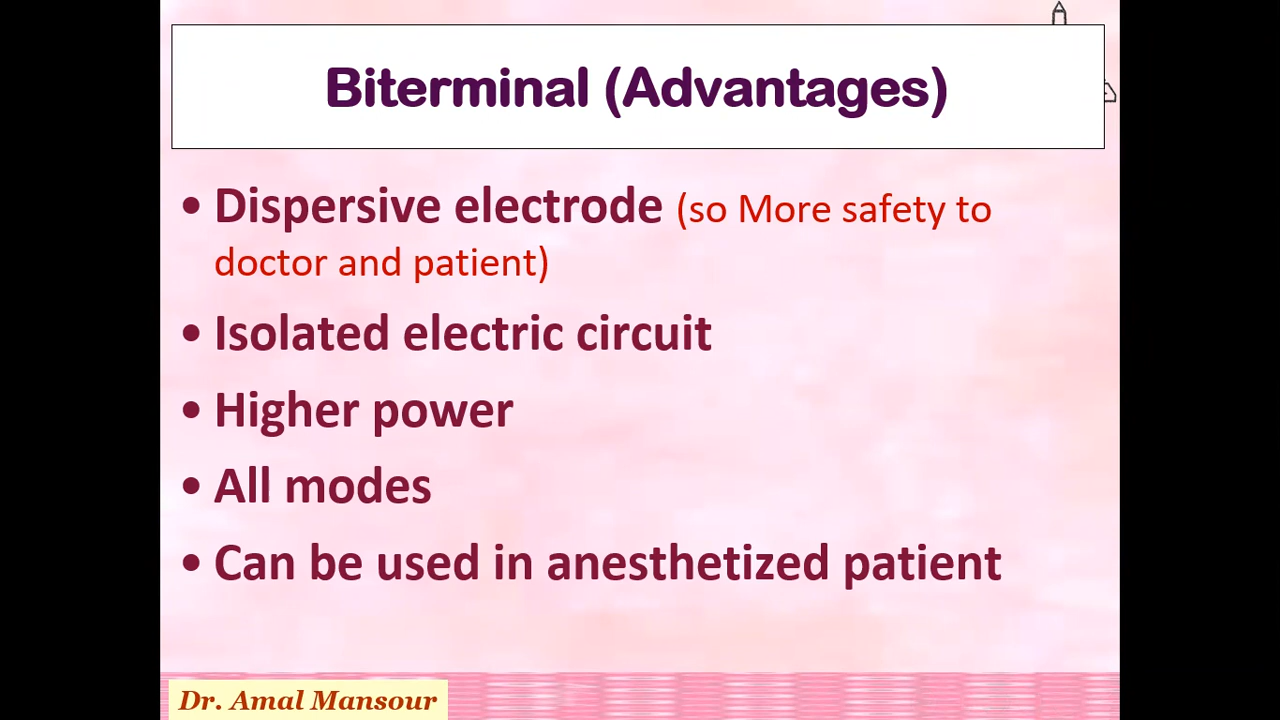 Biterminal (Advantages)
• Dispersive electrode (so More safety to
doctor and patient)
• Isolated electric circuit
• Higher power
• All modes
• Can be used in anesthetized patient
Dr. Amal Mansour